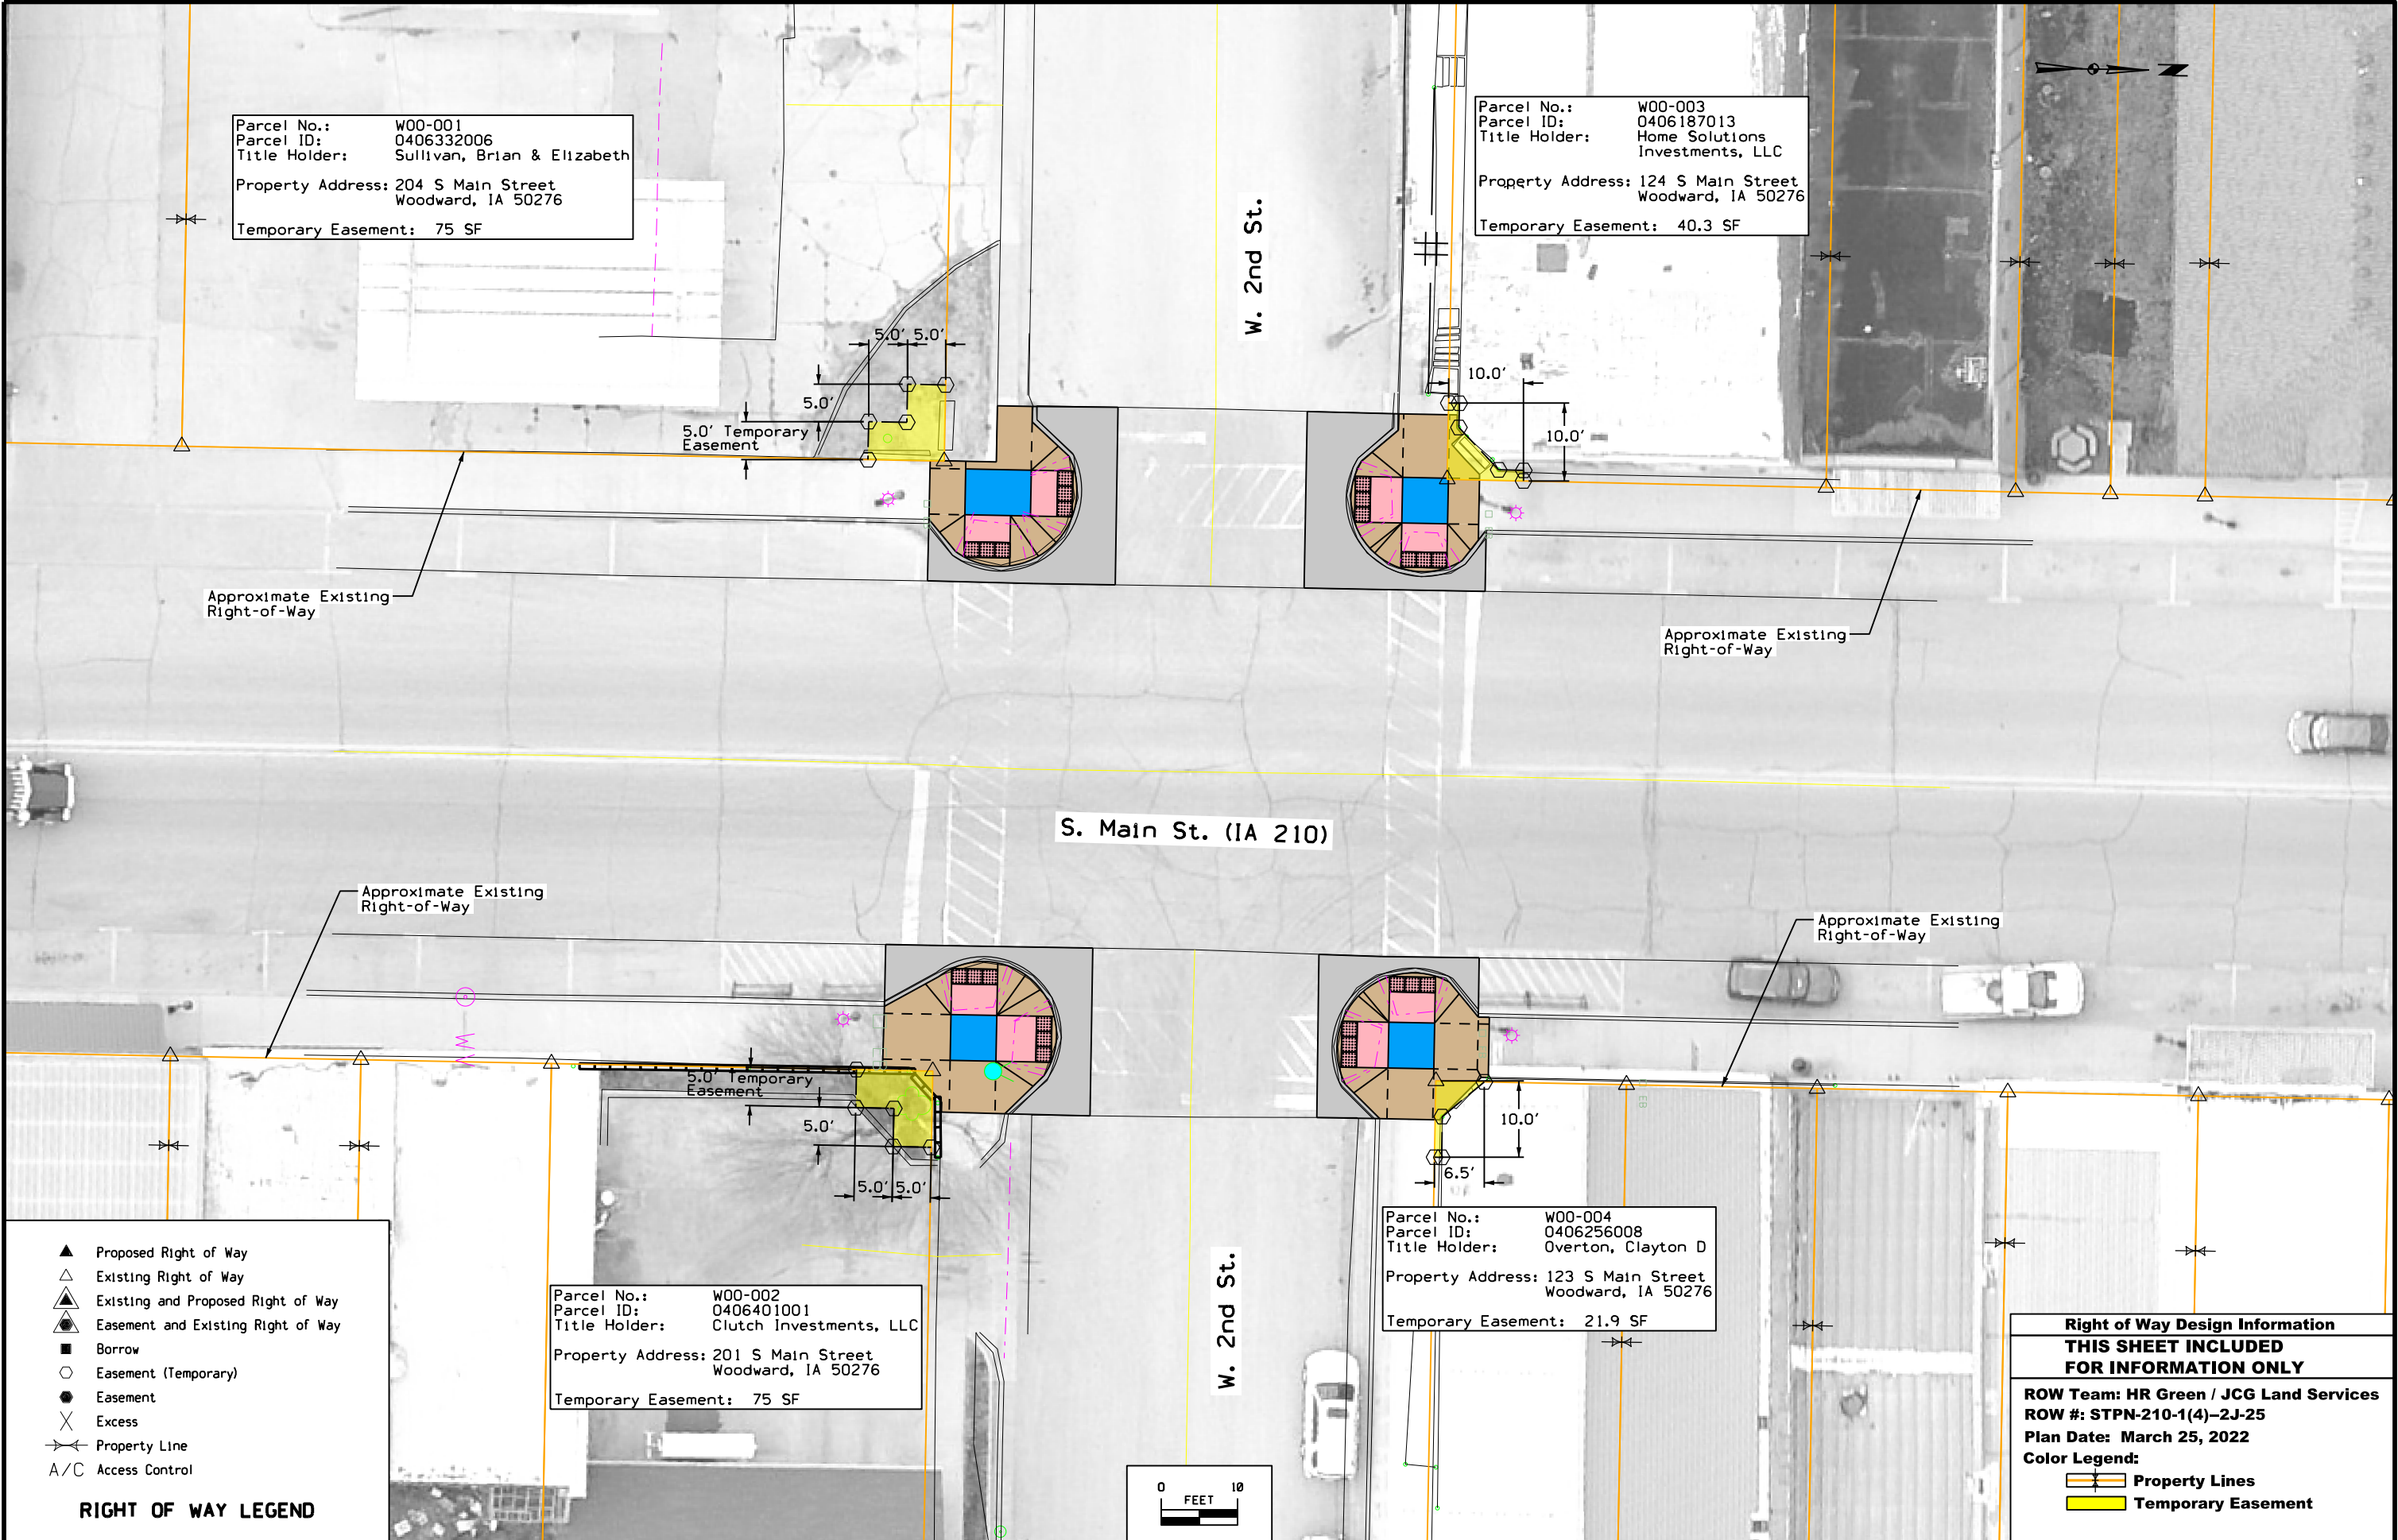 Parcel No.: W00-001
Parcel ID: 0406332006
Title Holder: Sullivan, Brian & Elizabeth
Property Address: 204 S Main Street
Woodward, IA 50276
Temporary Easement: 75 SF
W. 2nd St.
Parcel No.: W00-003
Parcel ID: 0406187013
Title Holder: Home Solutions
Investments, LLC
Property Address: 124 S Main Street
Woodward, IA 50276
Temporary Easement: 40.3 SF
N
5.0' 5.0'
5.0'
5.0' Temporary
Easement
10.0'
10.0'
Approximate Existing
Right-of-Way
Approximate Existing
Right-of-Way
S. Main St. (IA 210)
Approximate Existing
Right-of-Way
Approximate Existing
Right-of-Way
W
5.0' Temporary
Easement
5.0'
5.0' 5.0'
EB
10.0'
6.5'
Parcel No.: W00-004
Parcel ID: 0406256008
Title Holder: Overton, Clayton D
Property Address: 123 S Main Street
Woodward, IA 50276
Temporary Easement: 21.9 SF
W. 2nd St.
Parcel No.: W00-002
Parcel ID: 0406401001
Title Holder: Clutch Investments, LLC
Property Address: 201 S Main Street
Woodward, IA 50276
Temporary Easement: 75 SF
Proposed Right of Way
Existing Right of Way
Existing and Proposed Right of Way
Easement and Existing Right of Way
Borrow
Easement (Temporary)
Easement
Excess
Property Line
A/C Access Control
RIGHT OF WAY LEGEND
0 10
FEET
Right of Way Design Information
THIS SHEET INCLUDED
FOR INFORMATION ONLY
ROW Team: HR Green / JCG Land Services
ROW #: STPN-210-1(4)--2J-25
Plan Date: March 25, 2022
Color Legend:
Property Lines
Temporary Easement